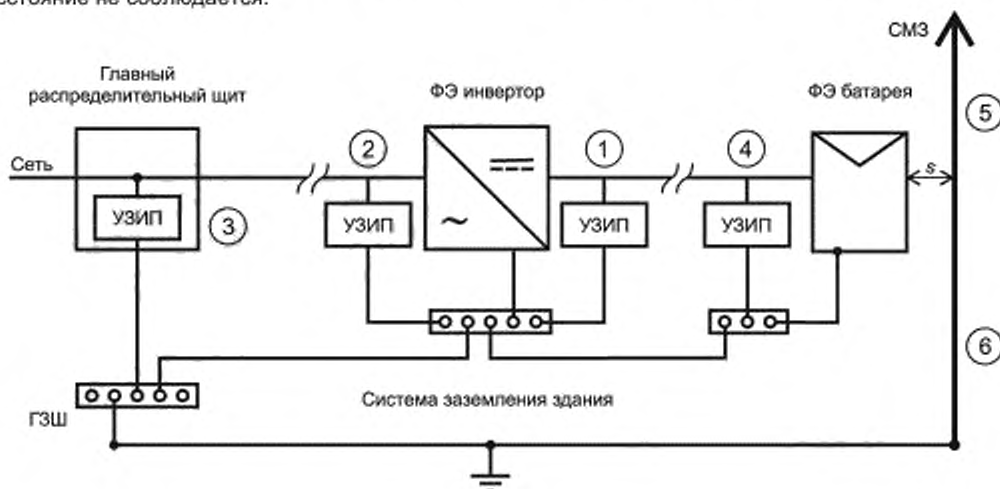 стояние не соблюдается.
СМЗ
Главный
распределительный щит
ФЭ инвертор
ФЭ батарея
5
Сеть
2
1
4
s
УЗИП
3
УЗИП
УЗИП
УЗИП
~
6
ГЗШ
Система заземления здания